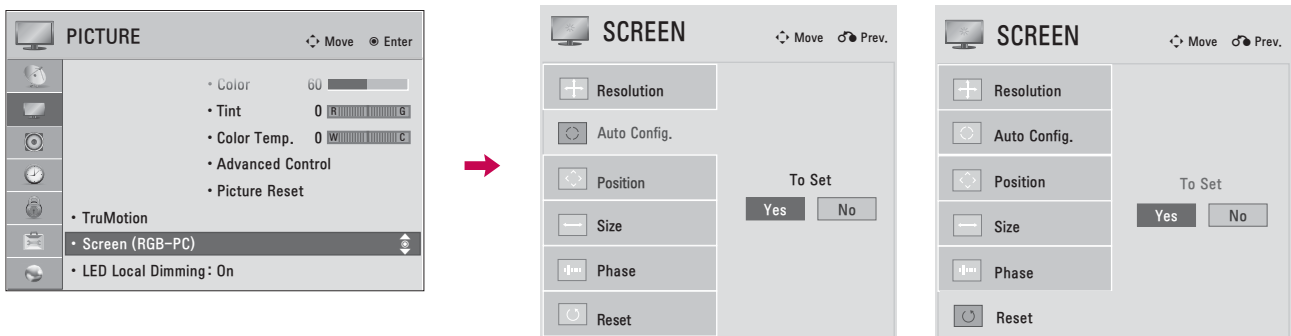 PICTURE
Move Enter
• Color 60
• Tint 0 R G
• Color Temp. 0 W C
• Advanced Control
• Picture Reset
• TruMotion
• Screen (RGB-PC)
• LED Local Dimming: On
SCREEN
Move Prev.
Resolution
Auto Config.
Position
Size
Phase
Reset
To Set
Yes No
SCREEN
Move Prev.
Resolution
Auto Config.
Position
Size
Phase
Reset
To Set
Yes No